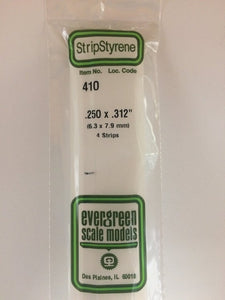 StripStyrene
Item No. Loc. Code
410
.250 x .312"
(6.3 x 7.9 mm)
4 Strips
evergreen
scale models
Des Plaines, IL 60018